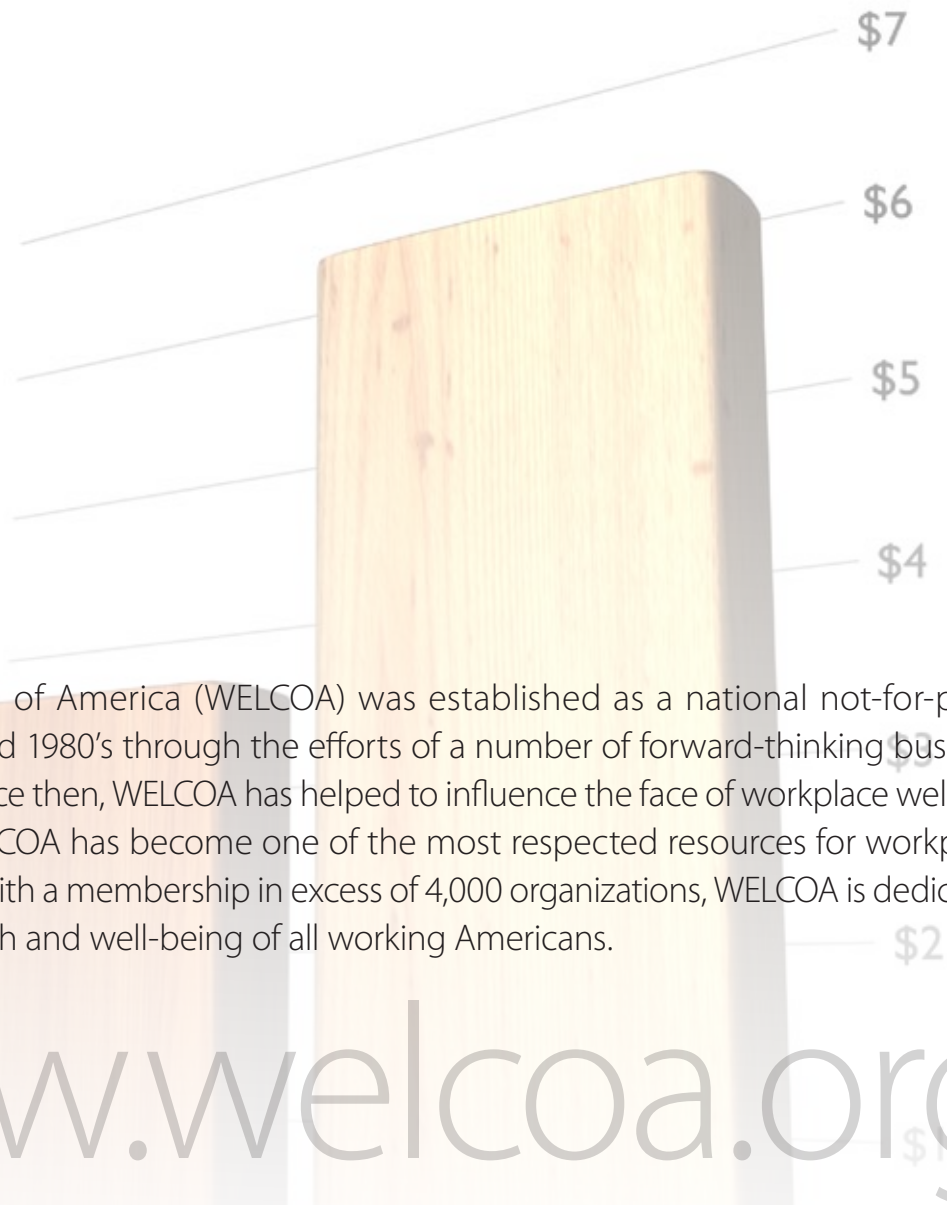 $7
$6
$5
$4
of America (WELCOA) was established as a national not-for-p
d 1980's through the efforts of a number of forward-thinking bus
$3
ce then, WELCOA has helped to influence the face of workplace wel
COA has become one of the most respected resources for workp
ith a membership in excess of 4,000 organizations, WELCOA is dedic
h and well-being of all working Americans.
$2
w.welcoa.org
$1